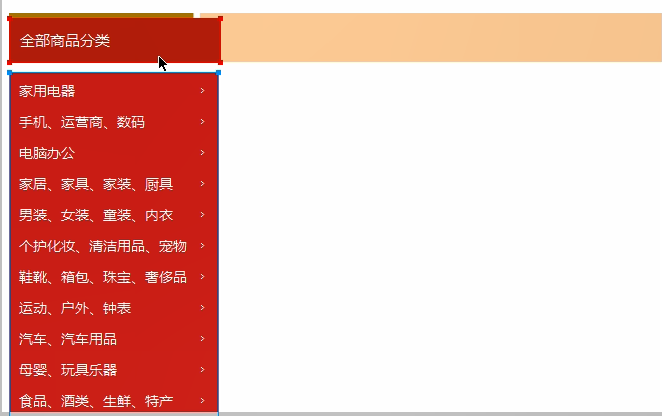 全部商品分类
家用电器 >
手机、运营商、数码 >
电脑办公 >
家居、家具、家装、厨具 >
男装、女装、童装、内衣 >
个护化妆、清洁用品、宠物 >
鞋靴、箱包、珠宝、奢侈品 >
运动、户外、钟表 >
汽车、汽车用品 >
母婴、玩具乐器 >
食品、酒类、生鲜、特产 >